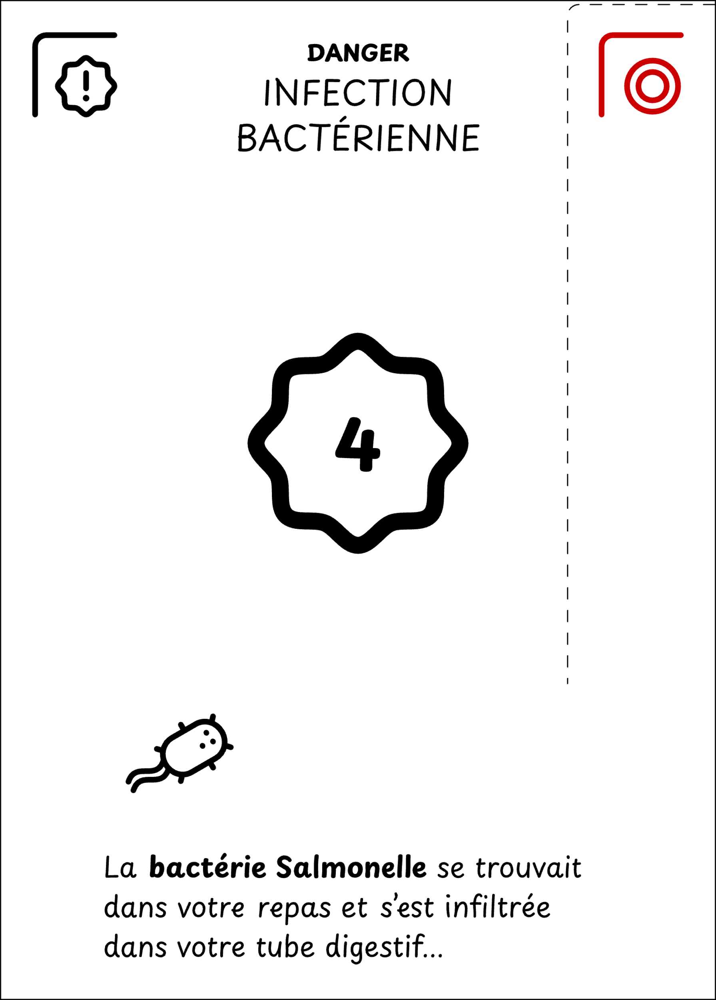 !
DANGER
INFECTION
BACTÉRIENNE
4
La bactérie Salmonelle se trouvait
dans votre repas et s’est infiltrée
dans votre tube digestif...